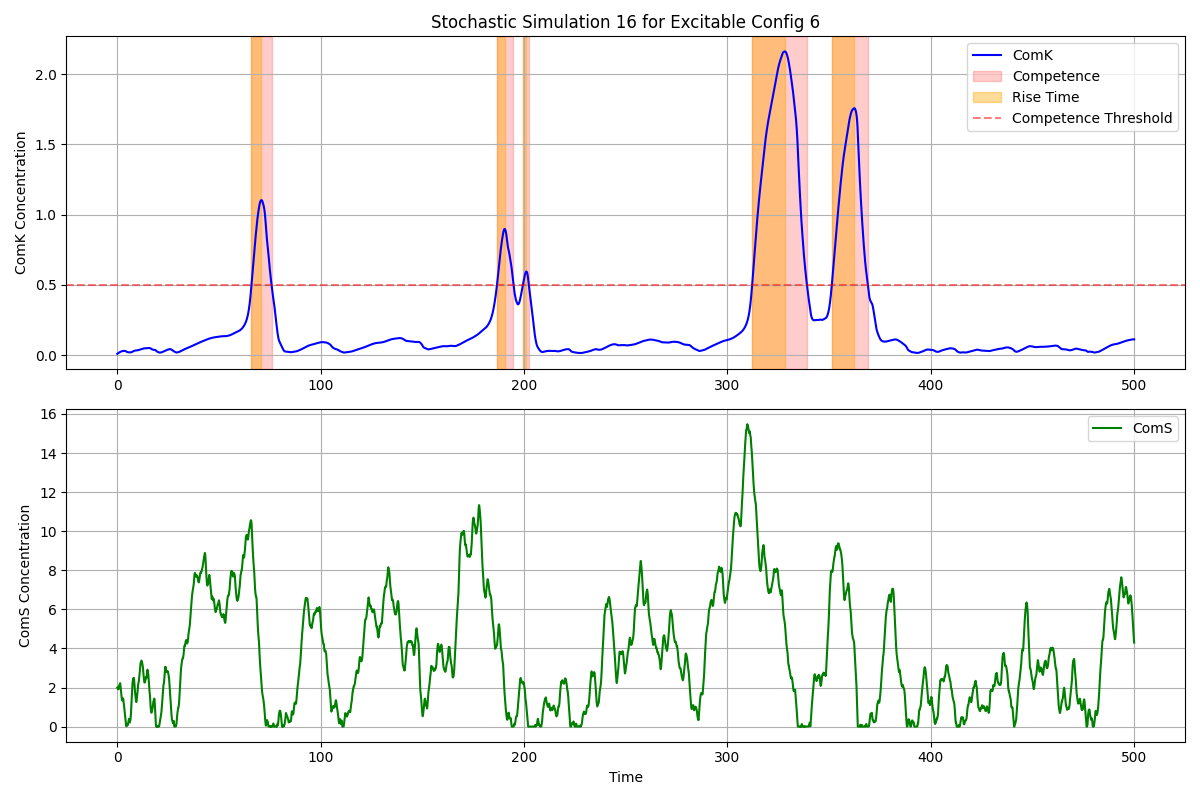 Stochastic Simulation 16 for Excitable Config 6
ComK Concentration
2.0
1.5
1.0
0.5
0.0
ComK
Competence
Rise Time
Competence Threshold
0 100 200 300 400 500
ComS Concentration
16
14
12
10
8
6
4
2
0
ComS
0 100 200 300 400 500
Time